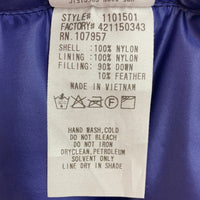 STYLE# 1101501
FACTORY# 421150343
RN.107957
SHELL :100% NYLON
LINING :100% NYLON
FILLING: 90% DOWN
10% FEATHER
MADE IN VIETNAM
HAND WASH,COLD
DO NOT BLEACH
DO NOT IRON
DRYCLEAN, PETROLEUM
SOLVENT ONLY
LINE DRY IN SHADE